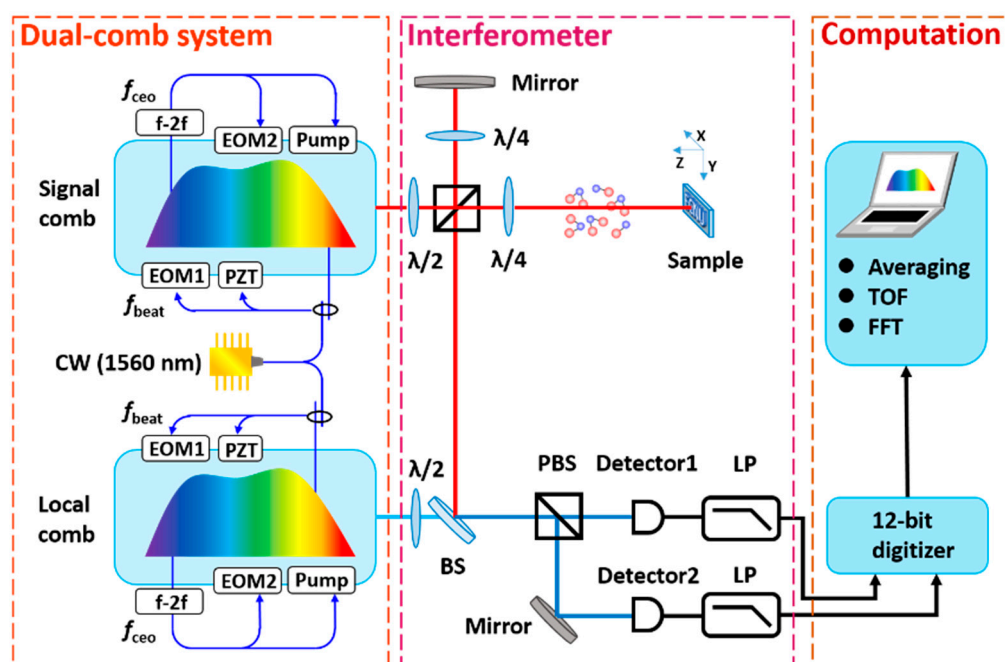 Dual-comb system
Interferometer
Computation
fceo
f-2f
EOM2
Pump
Signal
comb
EOM1
PZT
fbeat
CW (1560 nm)
fbeat
EOM1
PZT
Local
comb
f-2f
EOM2
Pump
fceo
Mirror
λ/4
X
Z
Y
λ/2
λ/4
Sample
λ/2
BS
PBS
Detector1
LP
Detector2
LP
Mirror
Averaging
TOF
FFT
12-bit
digitizer